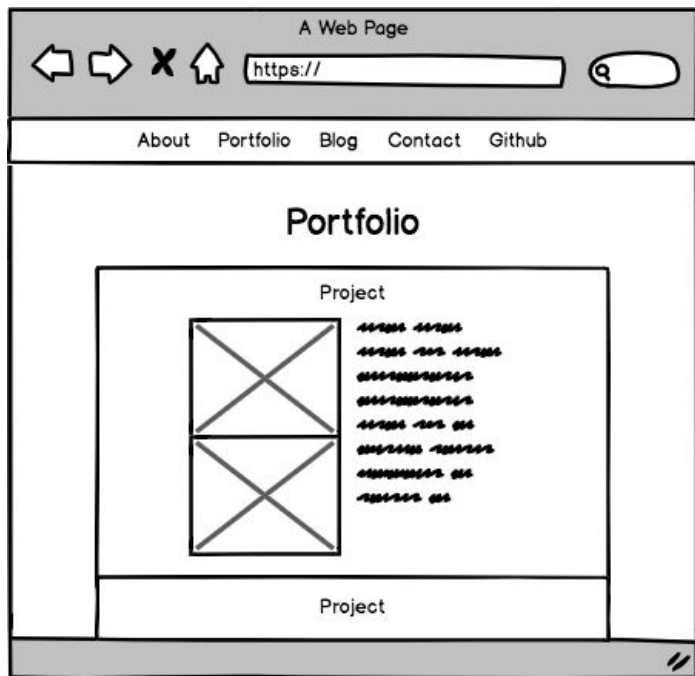 A Web Page
https://
About Portfolio Blog Contact Github
Portfolio
Project
Project